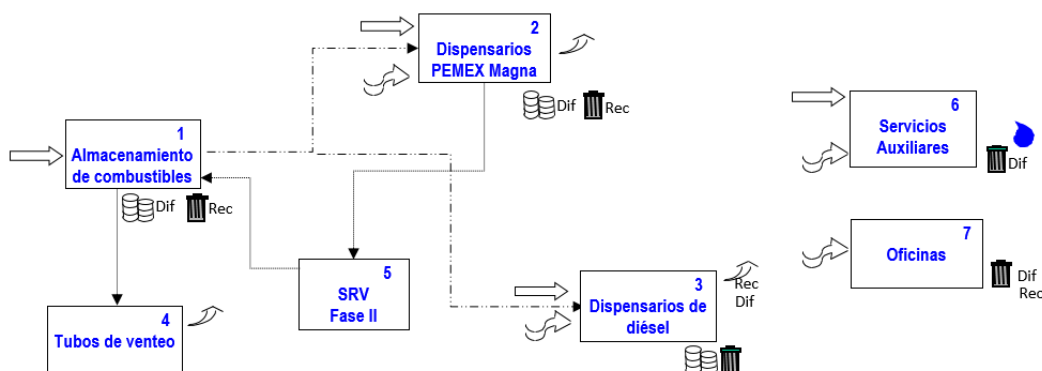 2
Dispensarios
PEMEX Magna
Dif Rec
1
Almacenamiento
de combustibles
Dif Rec
5
SRV
Fase II
4
Tubos de venteo
3
Dispensarios de
diésel
Rec
Dif
6
Servicios
Auxiliares
Dif
7
Oficinas
Dif
Rec